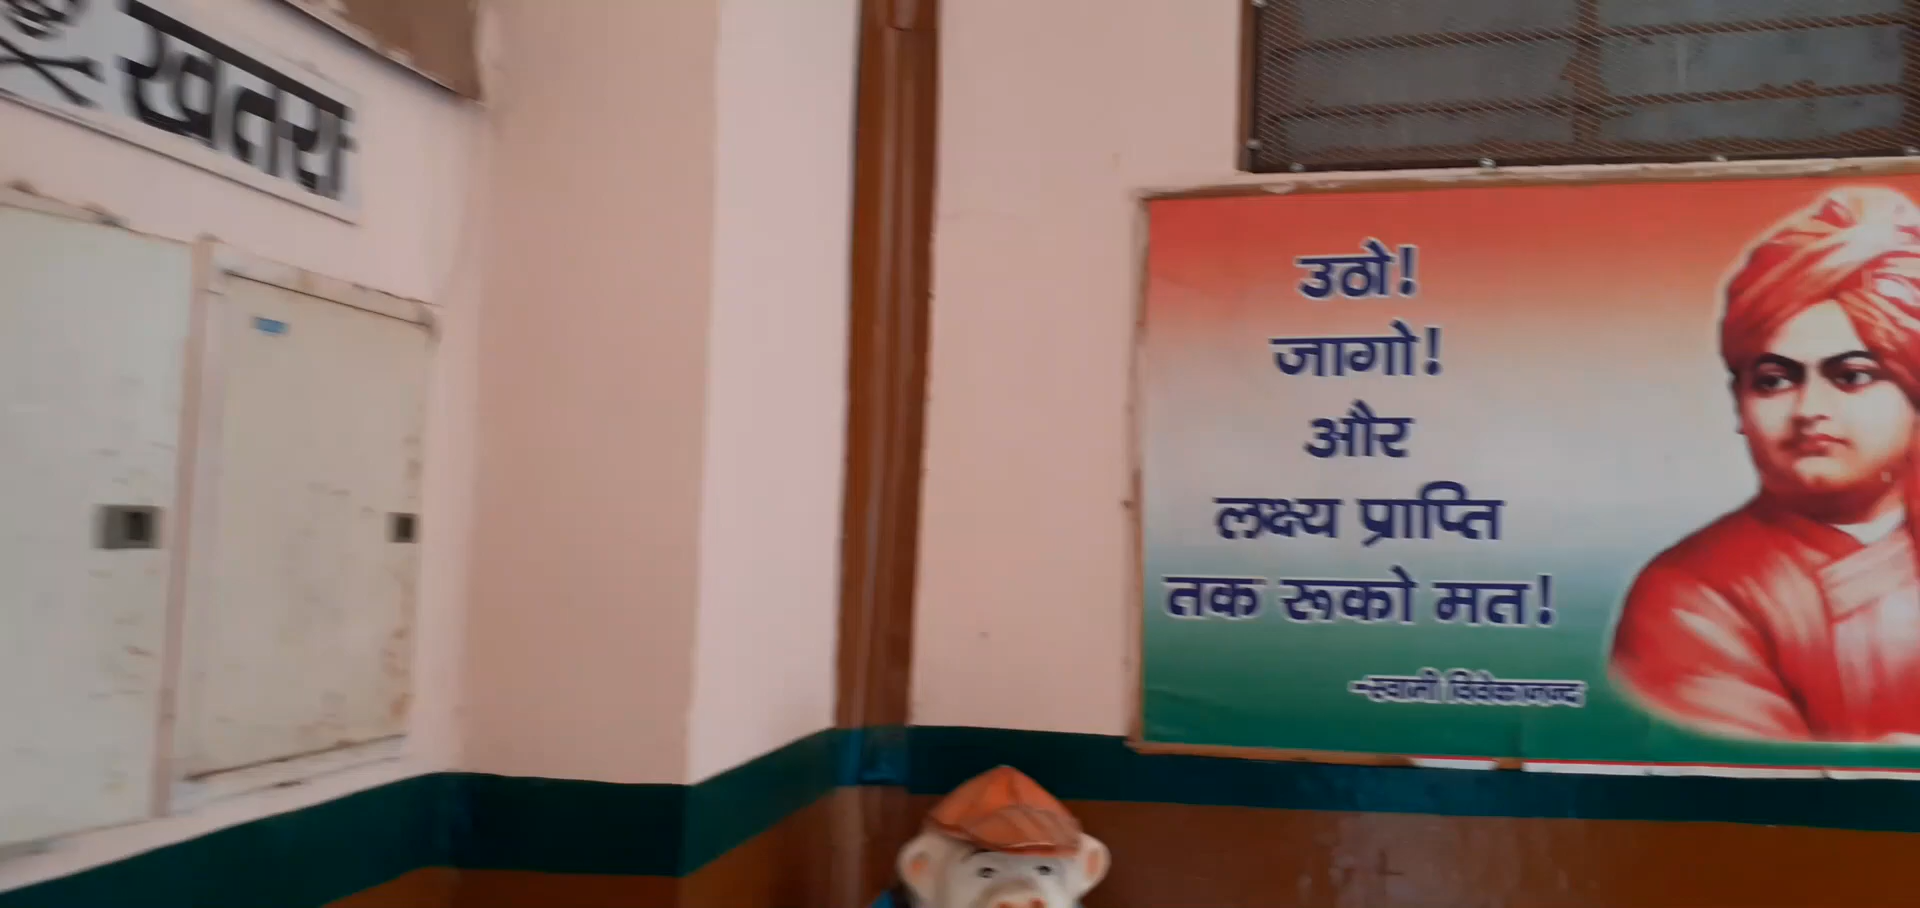 खतरा
उठो!
जागो!
और
लक्ष्य प्राप्ति
तक रूको मत!
-स्वामी विवेकानन्द